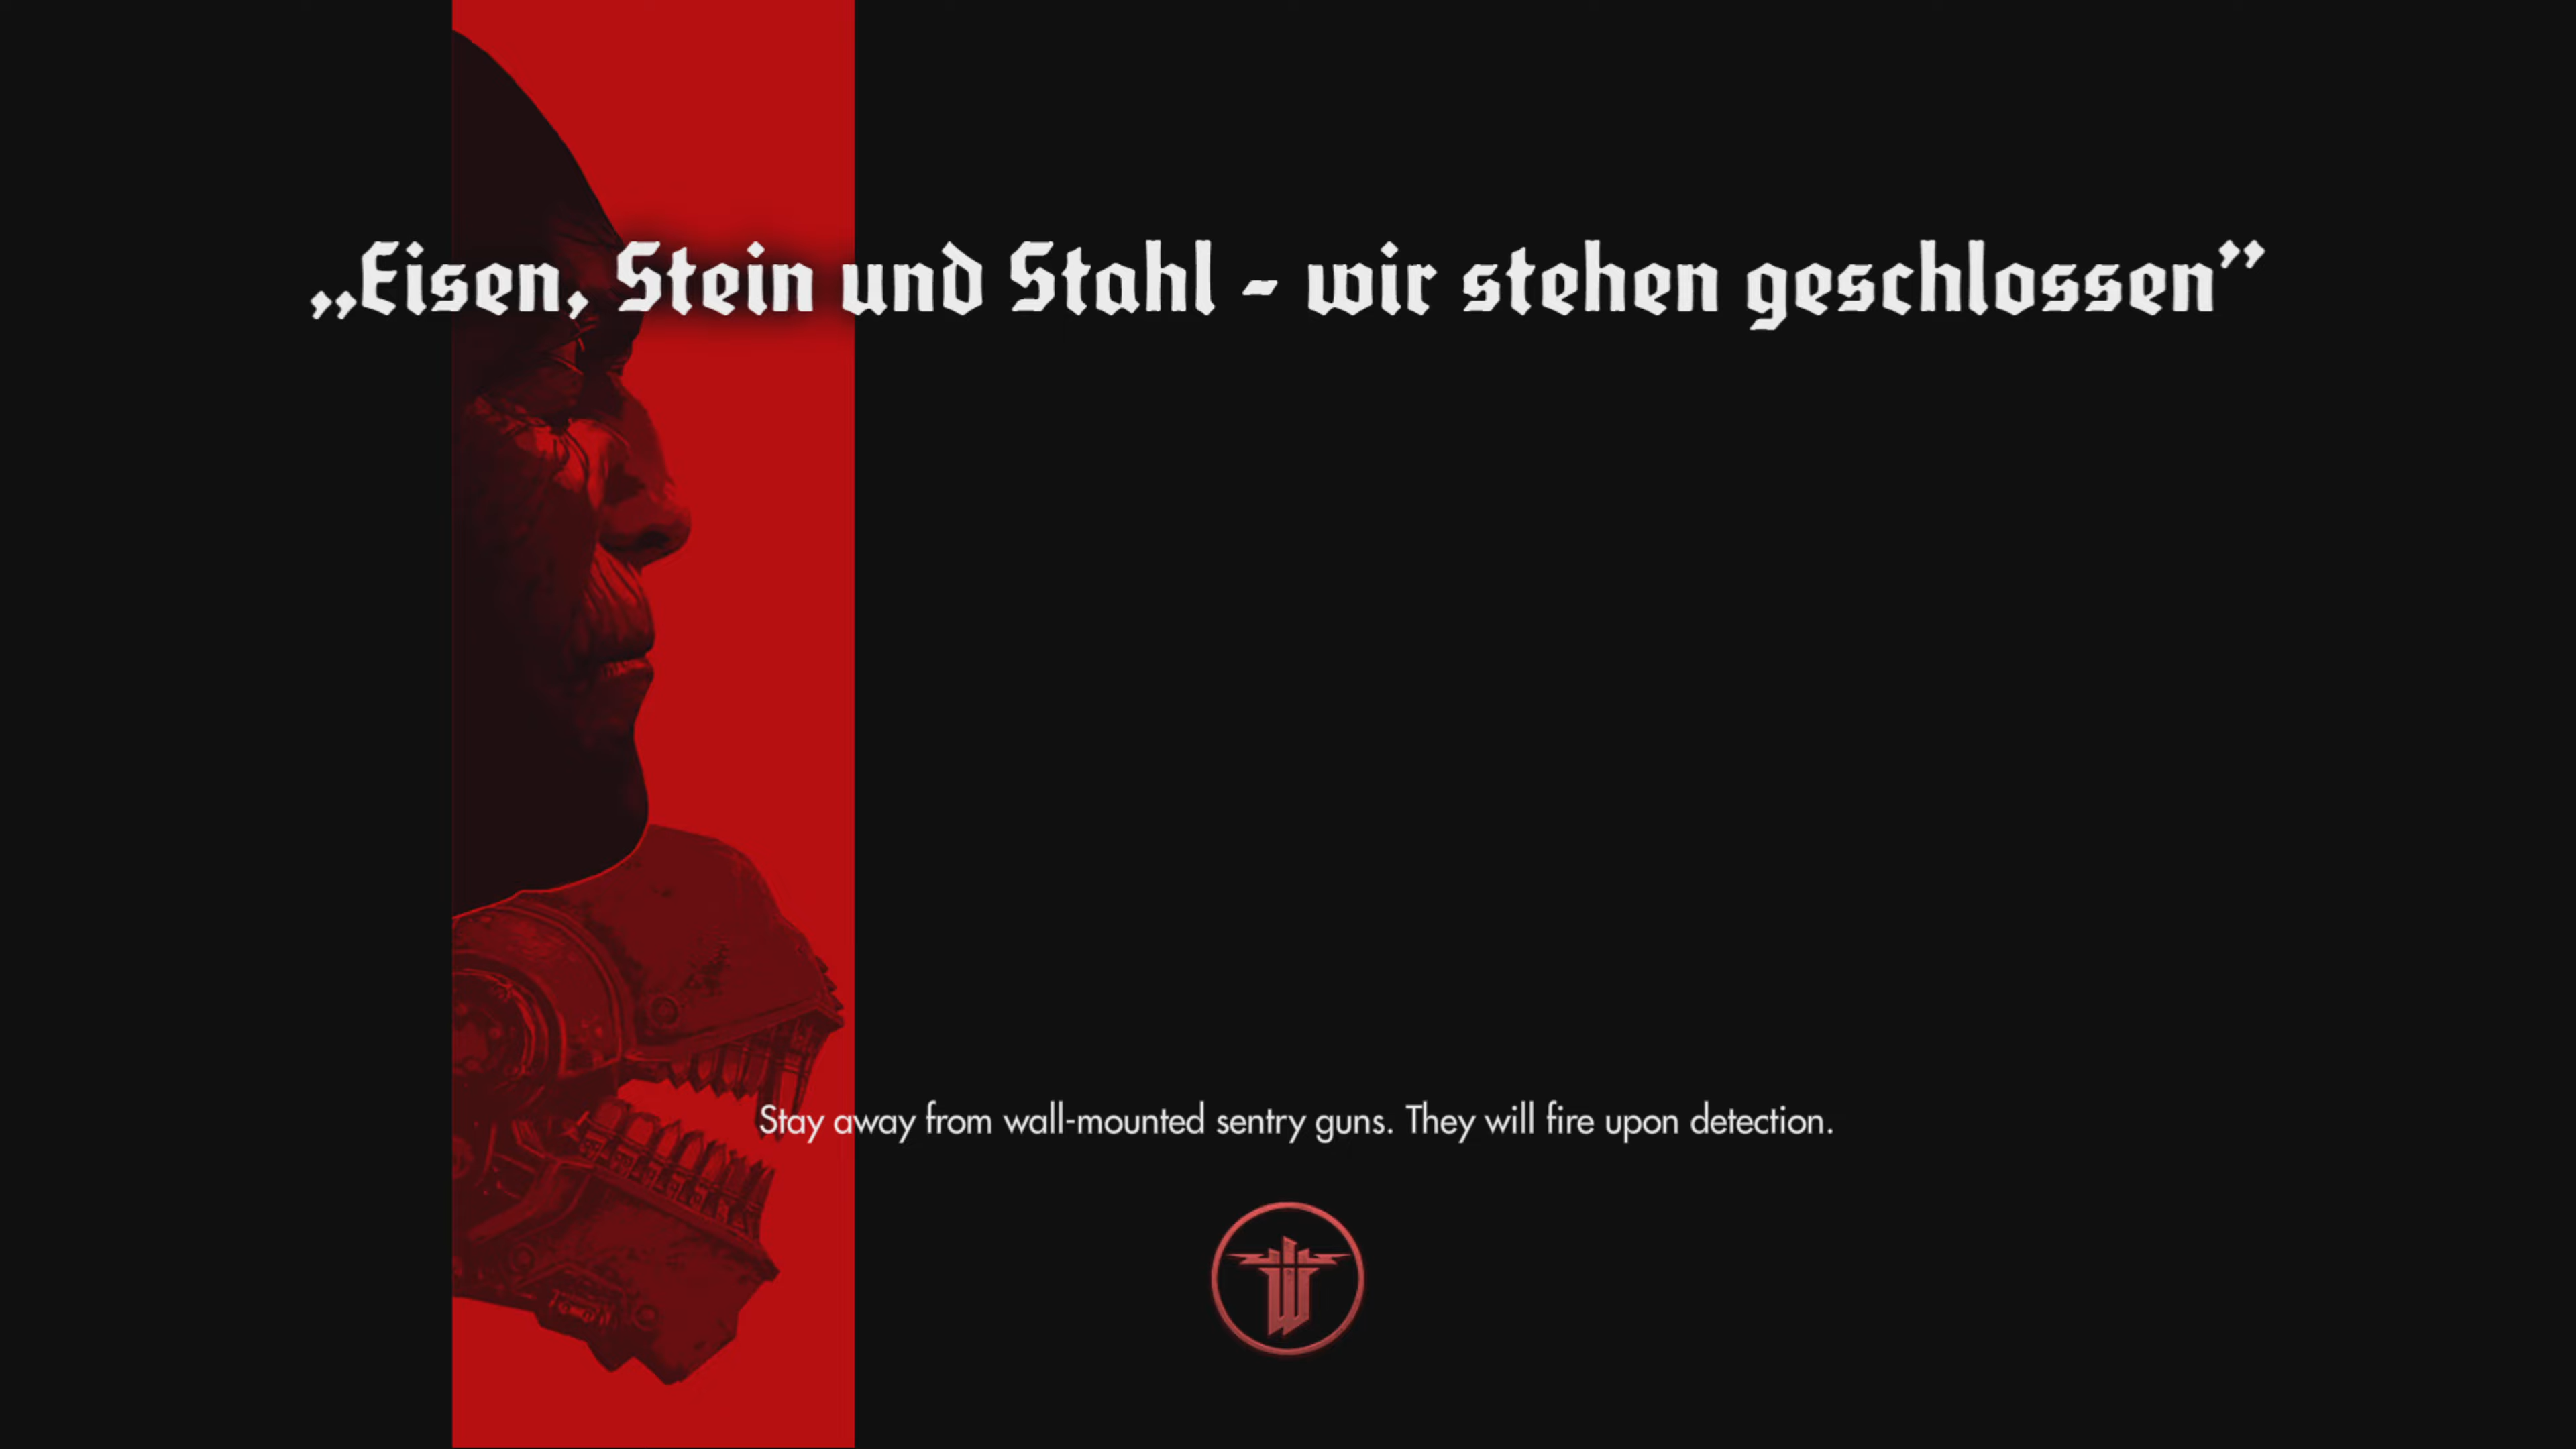 „Eisen, Stein und Stahl - wir stehen geschlossen”
Stay away from wall-mounted sentry guns. They will fire upon detection.